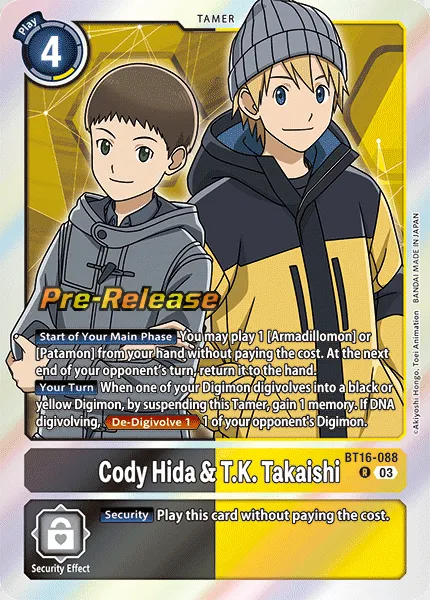 Play
4
TAMER
Pre-Release
Start of Your Main Phase You may play 1 [Armadillomon] or
[Patamon] from your hand without paying the cost. At the next
end of your opponent's turn, return it to the hand.
Your Turn When one of your Digimon digivolves into a black or
yellow Digimon, by suspending this Tamer, gain 1 memory. If DNA
digivolving, De-Digivolve 1 1 of your opponent's Digimon.
©Akiyoshi Hongo, Toei Animation BANDAI MADE IN JAPAN
BT16-088
Cody Hida & T.K. Takaishi
R 03
Security Play this card without paying the cost.
Security Effect